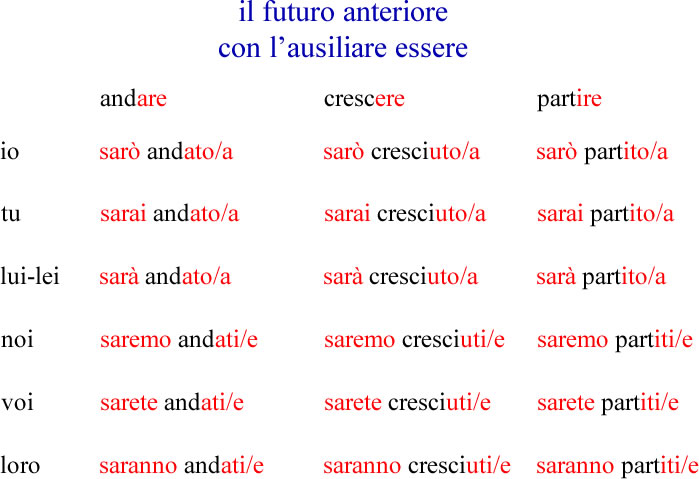 il futuro anteriore
con l'ausiliare essere
andare crescere partire
io sarò andato/a sarò cresciuto/a sarò partito/a
tu sarai andato/a sarai cresciuto/a sarai partito/a
lui-lei sarà andato/a sarà cresciuto/a sarà partito/a
noi saremo andati/e saremo cresciuti/e saremo partiti/e
voi sarete andati/e sarete cresciuti/e sarete partiti/e
loro saranno andati/e saranno cresciuti/e saranno partiti/e